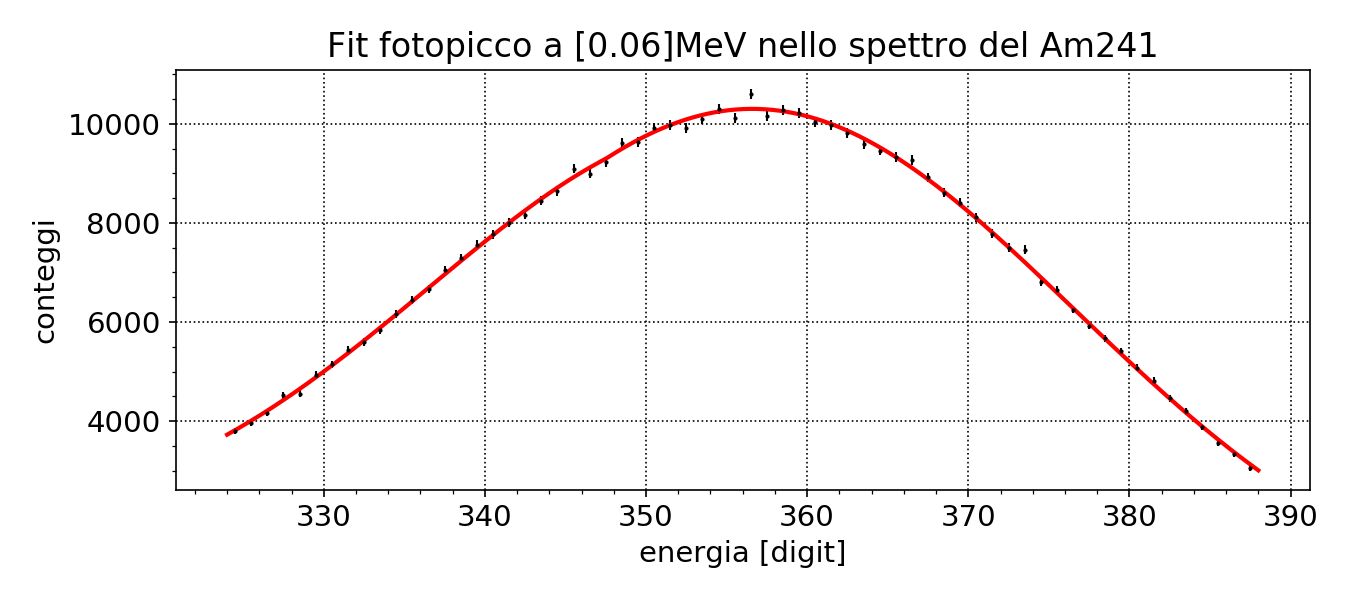 Fit fotopicco a [0.06]MeV nello spettro del Am241
10000
8000
6000
4000
conteggi
330 340 350 360 370 380 390
energia [digit]